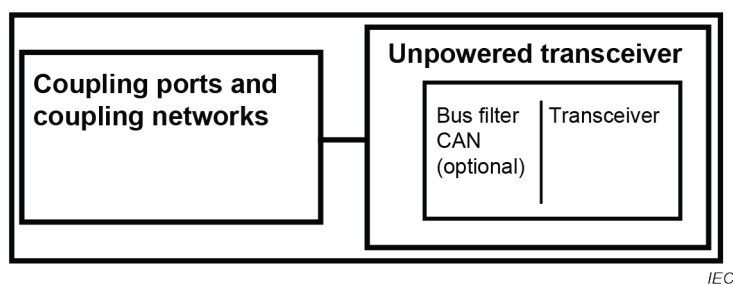 Coupling ports and
coupling networks
Unpowered transceiver
Bus filter
CAN
(optional)
Transceiver
IEC